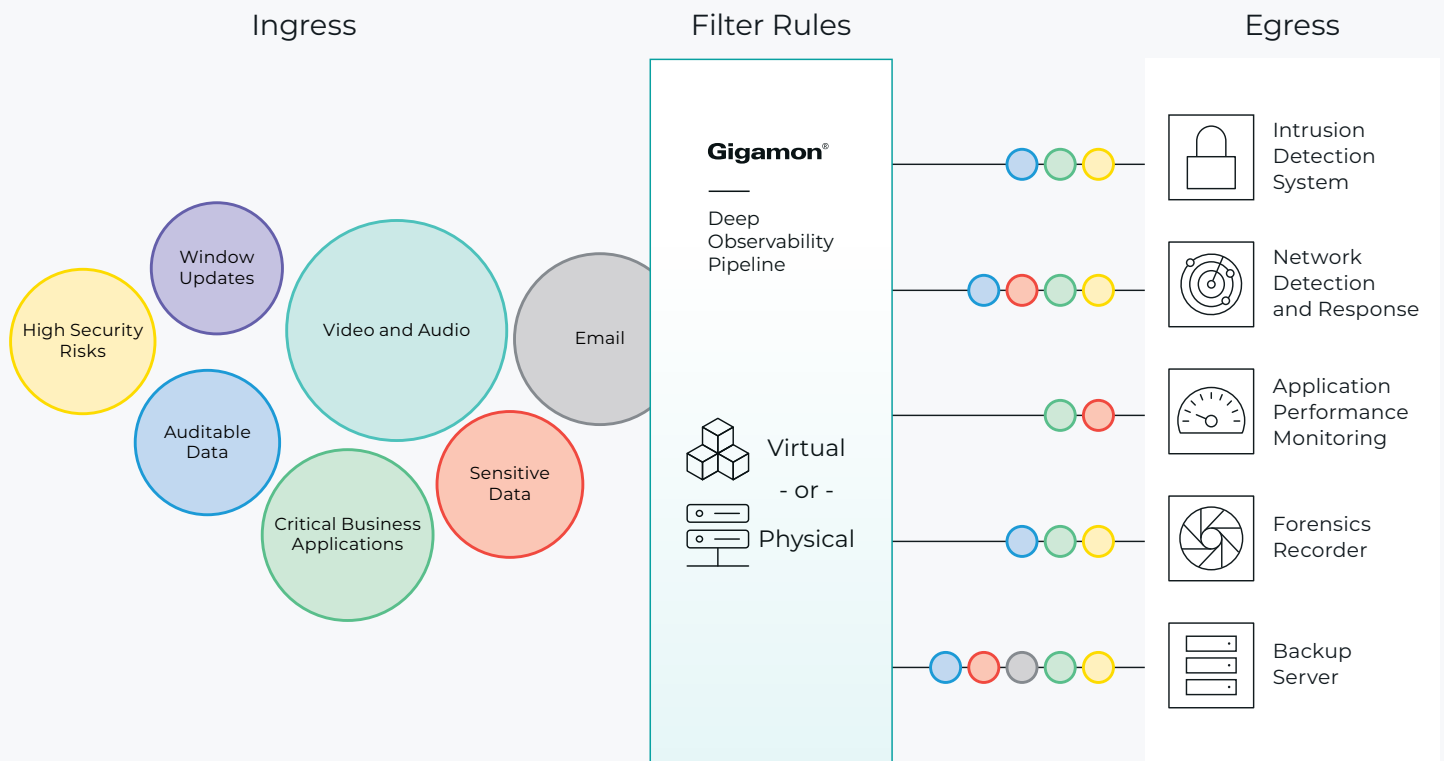 Ingress
Filter Rules
Egress
High Security
Risks
Window
Updates
Video and Audio
Email
Auditable
Data
Critical Business
Applications
Sensitive
Data
Gigamon®
Deep
Observability
Pipeline
Virtual
- or -
Physical
Intrusion
Detection
System
Network
Detection
and Response
Application
Performance
Monitoring
Forensics
Recorder
Backup
Server